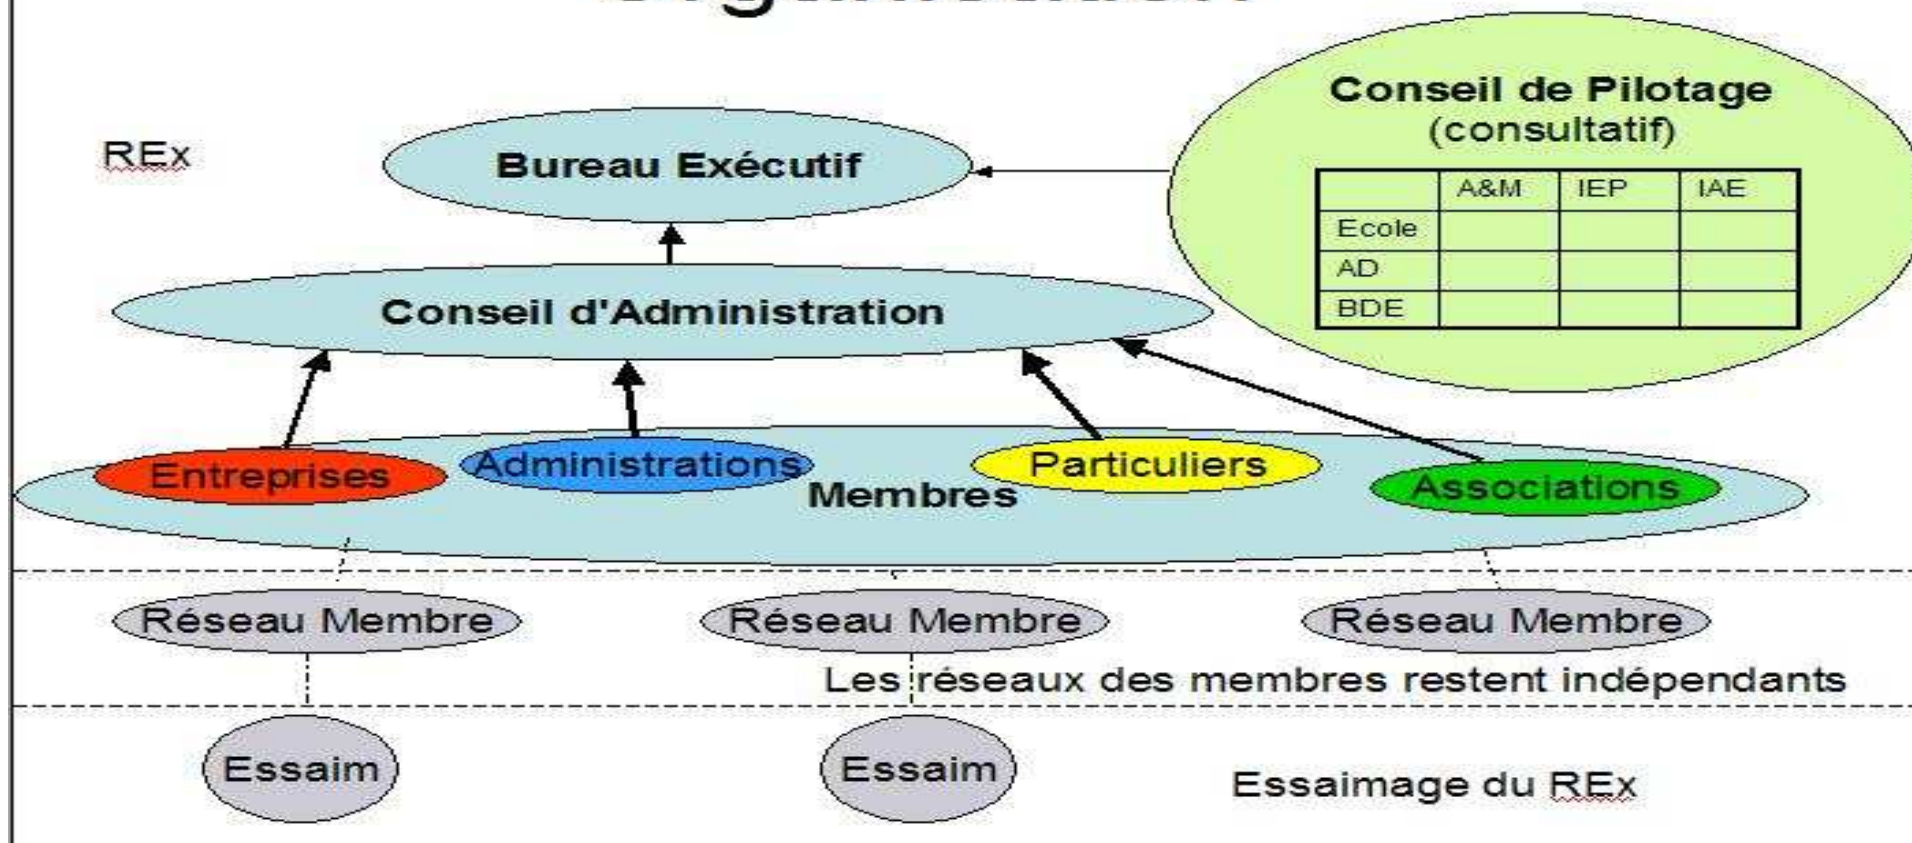 REx
Bureau Exécutif
Conseil de Pilotage
(consultatif)
A&M IEP IAE
Ecole
AD
BDE
Conseil d'Administration
Entreprises
Administrations
Particuliers
Associations
Membres
Réseau Membre
Réseau Membre
Réseau Membre
Les réseaux des membres restent indépendants
Essaim
Essaim
Essaimage du REx